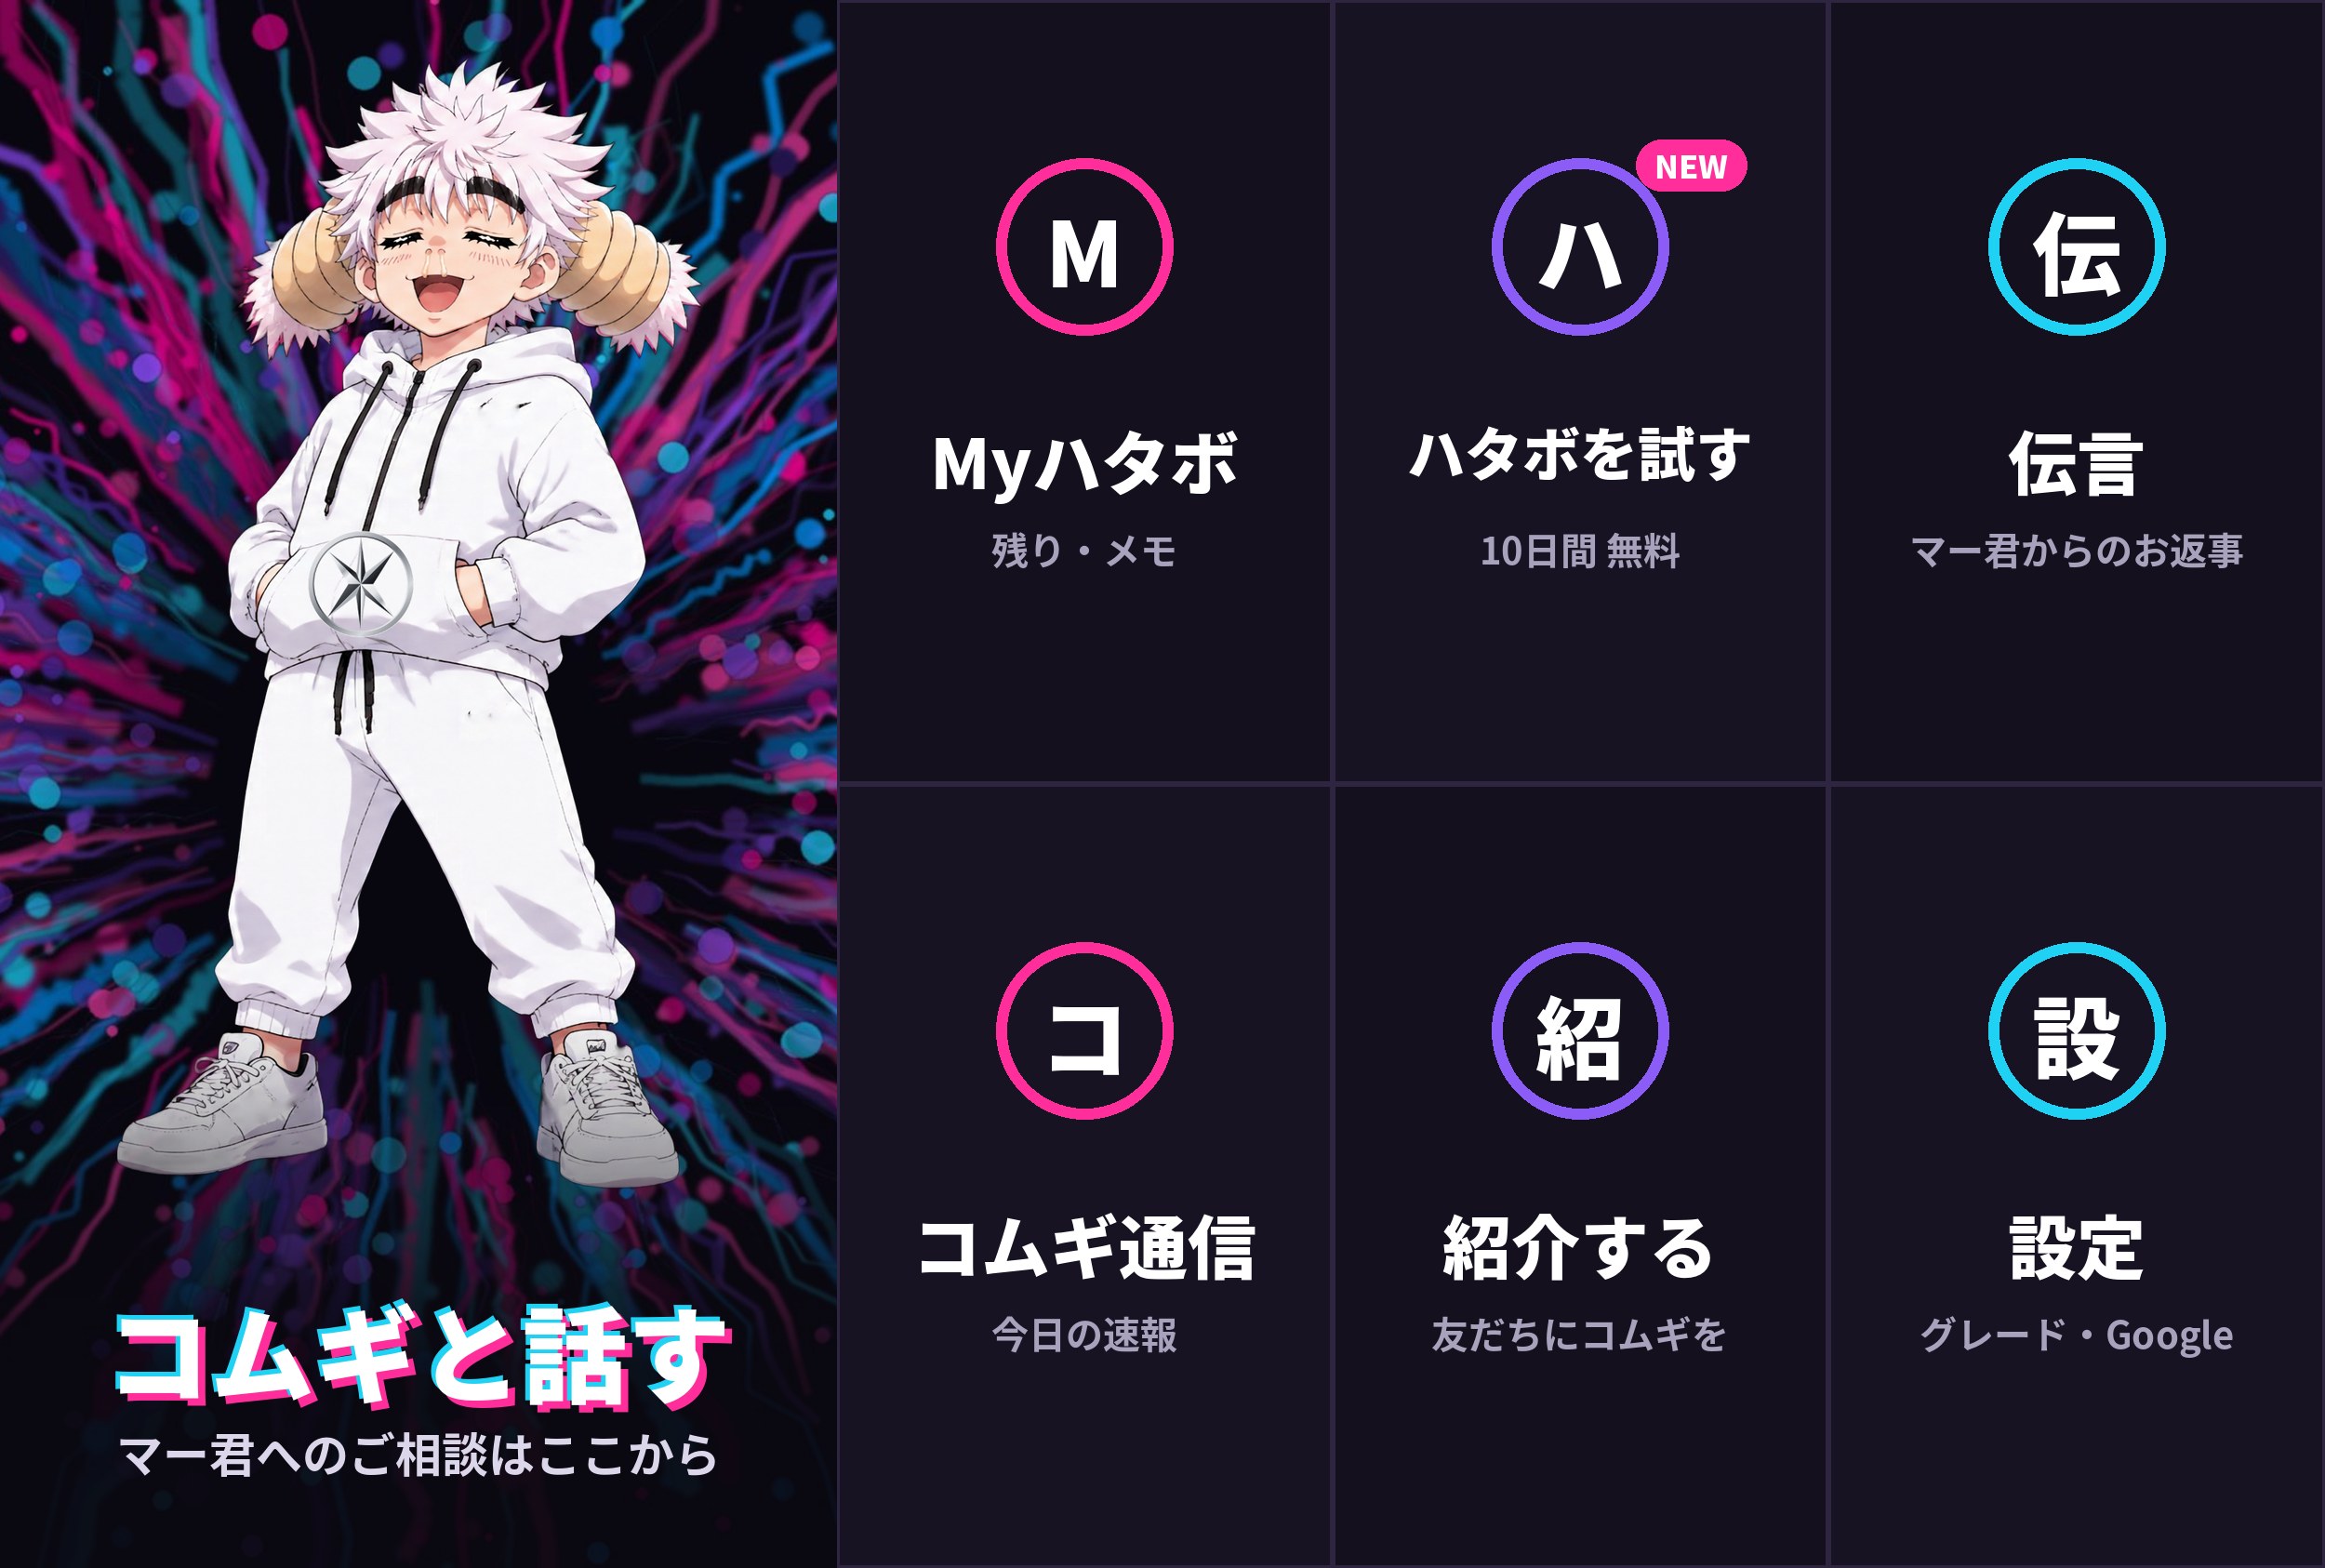 コムギと話す
マー君へのご相談はここから
M
Myハタボ
残り・メモ
NEW
ハ
ハタボを試す
10日間 無料
伝
伝言
マー君からのお返事
コ
コムギ通信
今日の速報
紹
紹介する
友だちにコムギを
設
設定
グレード・Google